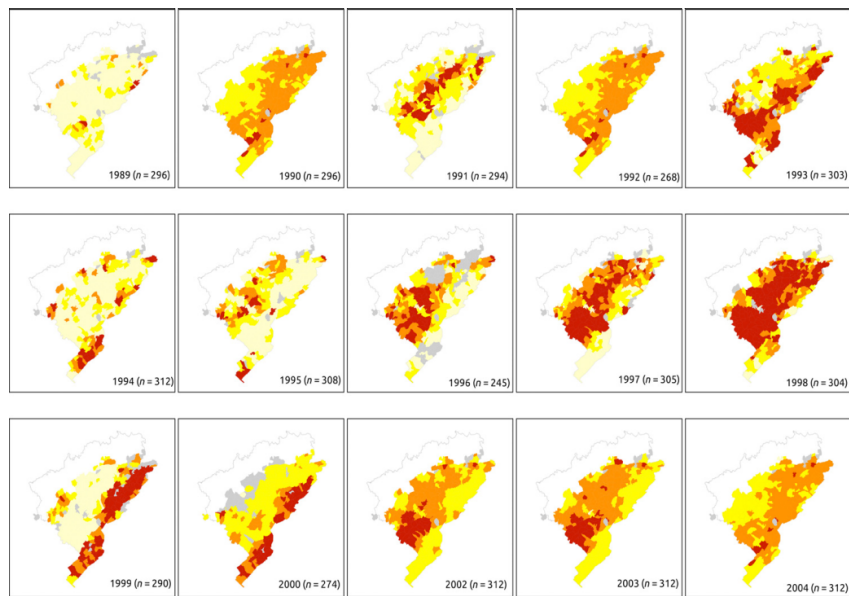 1989 (n = 296)
1990 (n = 296)
1991 (n = 294)
1992 (n = 268)
1993 (n = 303)
1994 (n = 312)
1995 (n = 308)
1996 (n = 245)
1997 (n = 305)
1998 (n = 304)
1999 (n = 290)
2000 (n = 274)
2002 (n = 312)
2003 (n = 312)
2004 (n = 312)